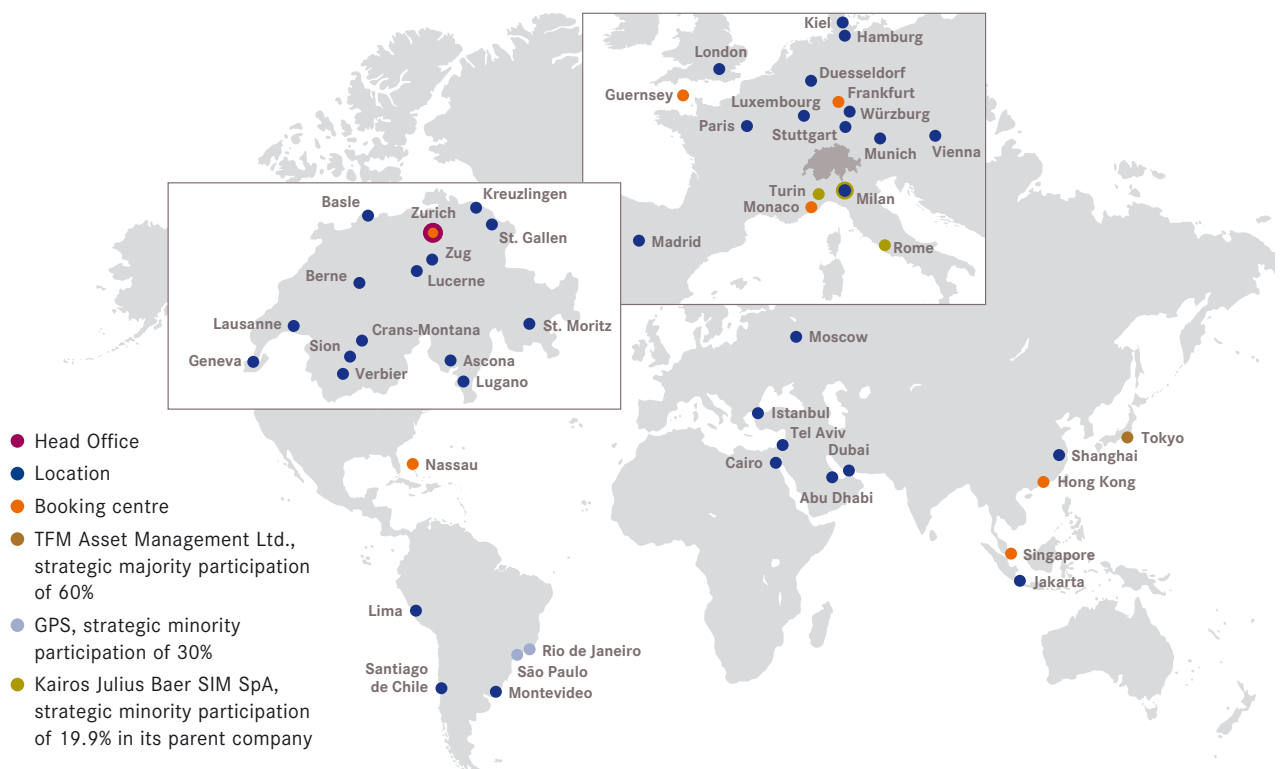 Kiel
Hamburg
London
Duesseldorf
Guernsey
Frankfurt
Luxembourg
Würzburg
Paris
Stuttgart
Munich
Vienna
Turin
Monaco
Milan
Madrid
Rome
Kreuzlingen
Basle
Zurich
St. Gallen
Zug
Berne
Lucerne
Lausanne
Crans-Montana
St. Moritz
Sion
Geneva
Ascona
Verbier
Lugano
Moscow
Istanbul
Tel Aviv
Dubai
Cairo
Abu Dhabi
Tokyo
Shanghai
Hong Kong
Singapore
Jakarta
Nassau
Lima
Rio de Janeiro
São Paulo
Santiago
de Chile
Montevideo
Head Office
Location
Booking centre
TFM Asset Management Ltd.,
strategic majority participation
of 60%
GPS, strategic minority
participation of 30%
Kairos Julius Baer SIM SpA,
strategic minority participation
of 19.9% in its parent company